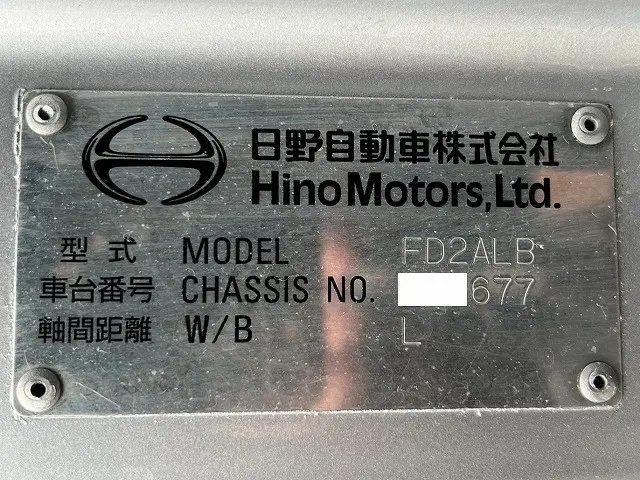 日野自動車株式会社
Hino Motors, Ltd.
型式 MODEL FD2ALB
車台番号 CHASSIS NO. 677
軸間距離 W/B L